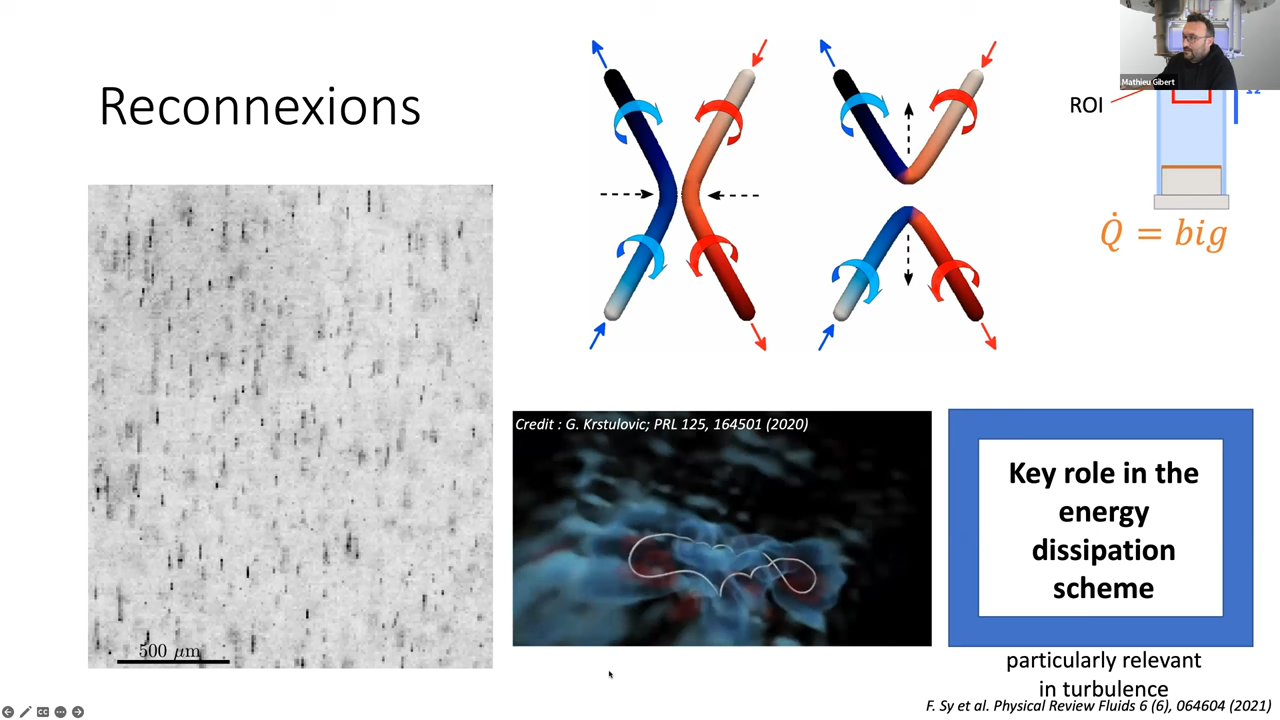 Reconnexions
Mathieu Gibert
ROI
Q̇ = big
500 μm
Credit : G. Krstulovic; PRL 125, 164501 (2020)
Key role in the
energy
dissipation
scheme
particularly relevant
in turbulence
F. Sy et al. Physical Review Fluids 6 (6), 064604 (2021)